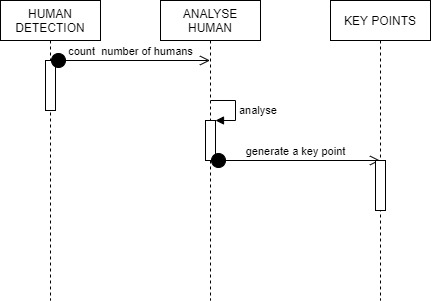 HUMAN
DETECTION
ANALYSE
HUMAN
KEY POINTS
count number of humans
analyse
generate a key point